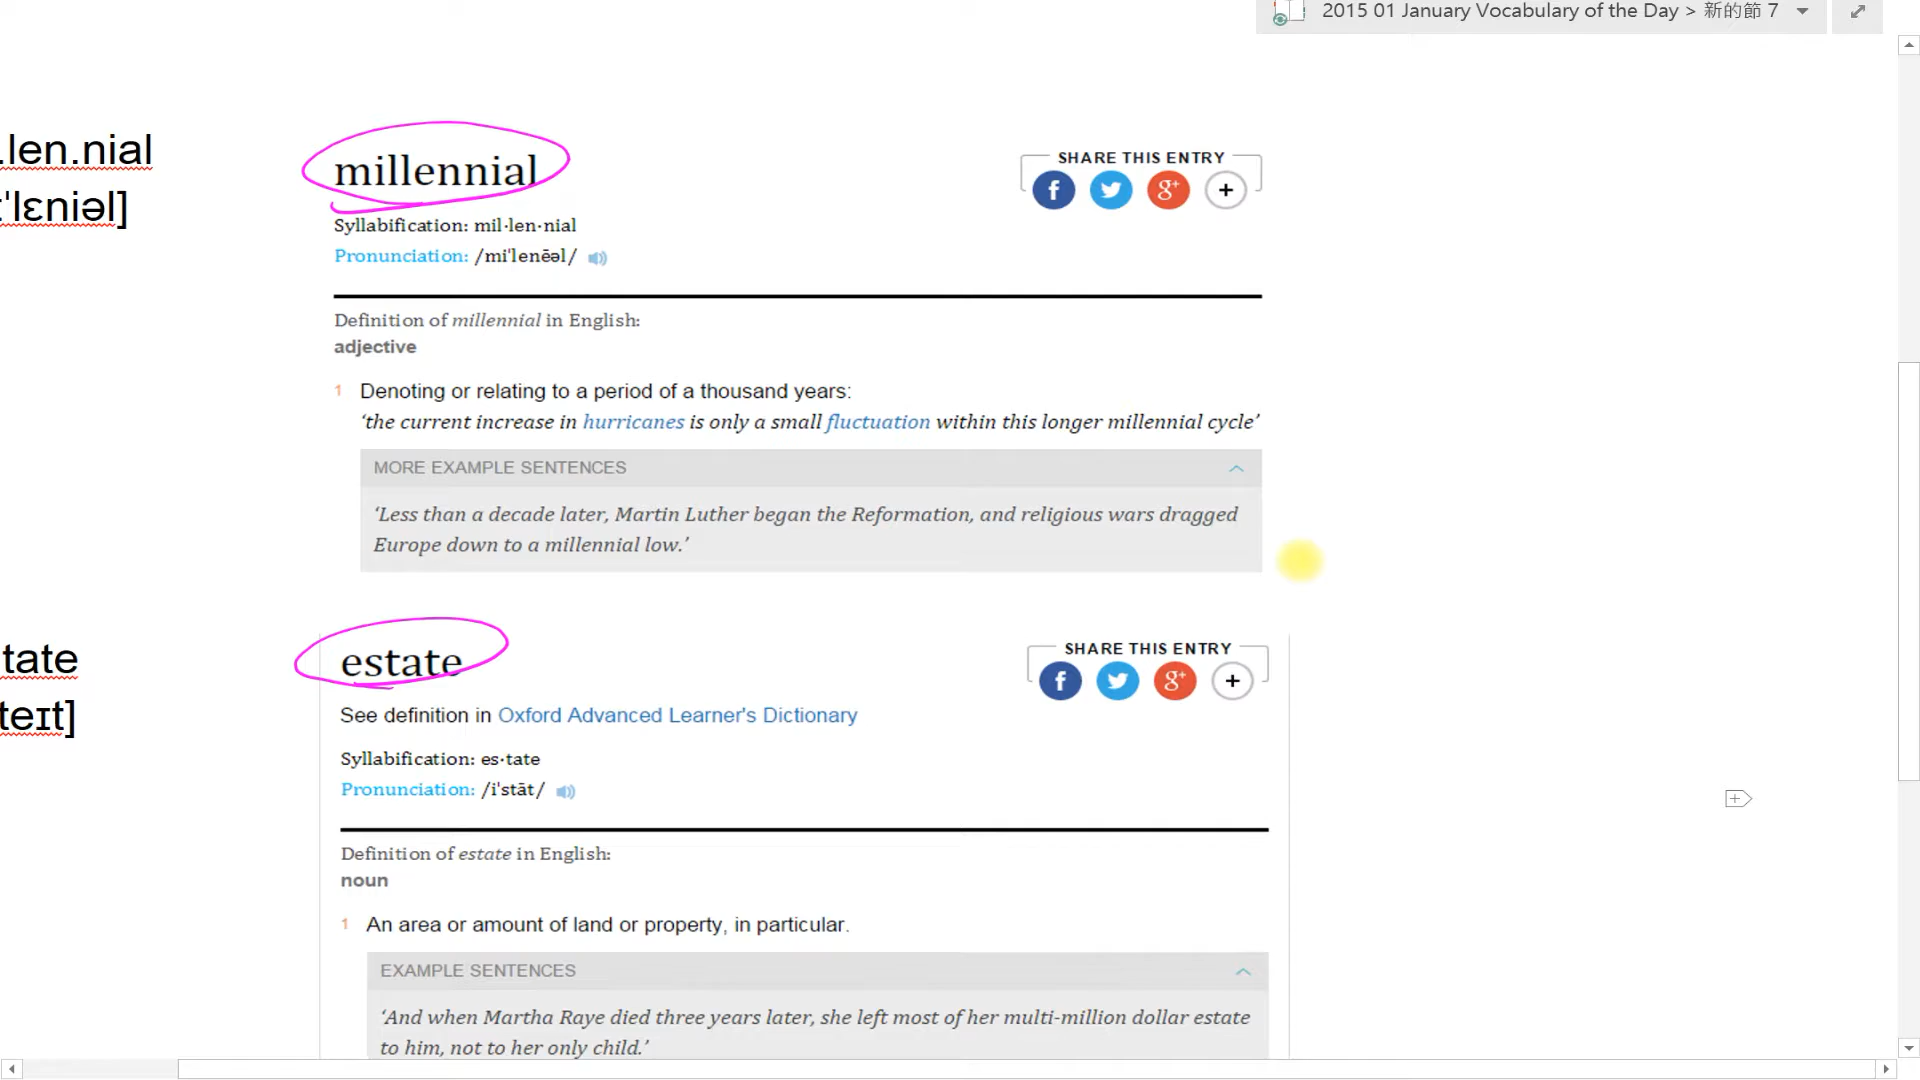 2015 01 January Vocabulary of the Day > 新的節 7
.len.nial
ˈlɛniəl]
millennial
SHARE THIS ENTRY
Syllabification: mil·len·nial
Pronunciation: /miˈlenēəl/
Definition of millennial in English:
adjective
1 Denoting or relating to a period of a thousand years:
‘the current increase in hurricanes is only a small fluctuation within this longer millennial cycle’
MORE EXAMPLE SENTENCES
‘Less than a decade later, Martin Luther began the Reformation, and religious wars dragged
Europe down to a millennial low.’
tate
teɪt]
estate
SHARE THIS ENTRY
See definition in Oxford Advanced Learner's Dictionary
Syllabification: es·tate
Pronunciation: /iˈstāt/
Definition of estate in English:
noun
1 An area or amount of land or property, in particular.
EXAMPLE SENTENCES
‘And when Martha Raye died three years later, she left most of her multi-million dollar estate
to him, not to her only child.’